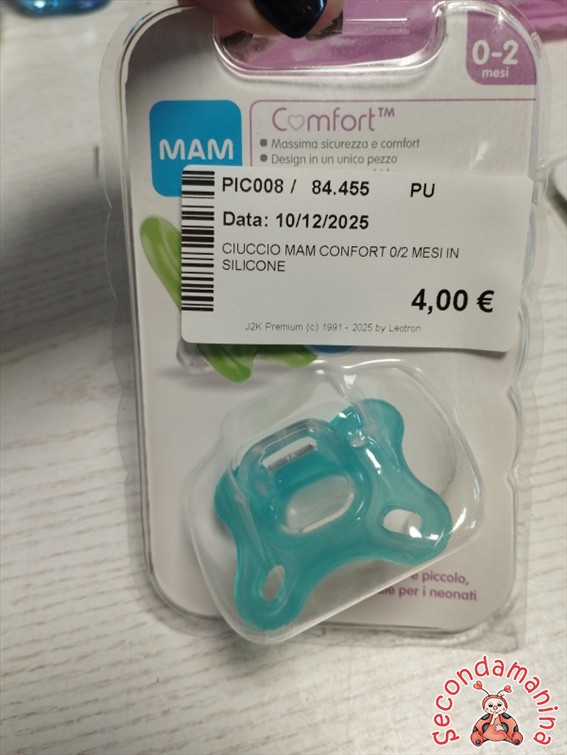 0-2
mesi
MAM
Comfort™
Massima sicurezza e comfort
Design in un unico pezzo
PIC008 / 84.455 PU
Data: 10/12/2025
CIUCCIO MAM CONFORT 0/2 MESI IN
SILICONE
4,00 €
J2K Premium (c) 1991 - 2025 by Leotron
e piccolo,
per i neonati
Secondamanina